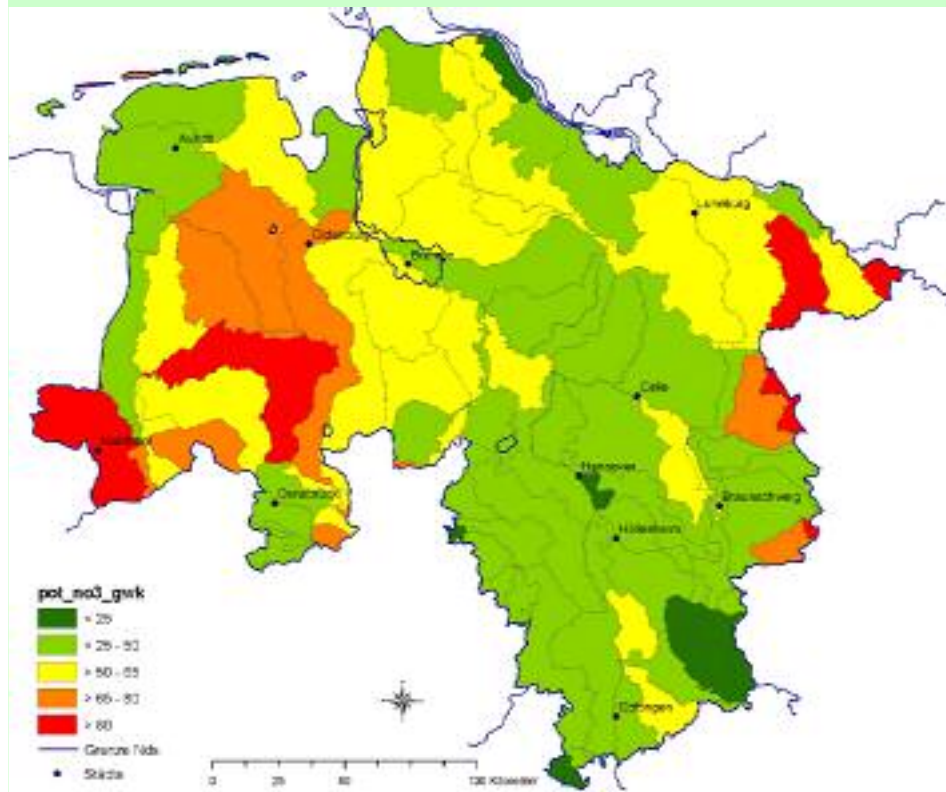 Aurich
Lüneburg
Oldenburg
Bremen
Celle
Hannover
Braunschweig
Osnabrück
Hildesheim
Göttingen
pot_no3_gwk
< 25
> 25 - 50
> 50 - 65
> 65 - 80
> 80
Grenze Nds.
Städte
0 25 50 100 Kilometer